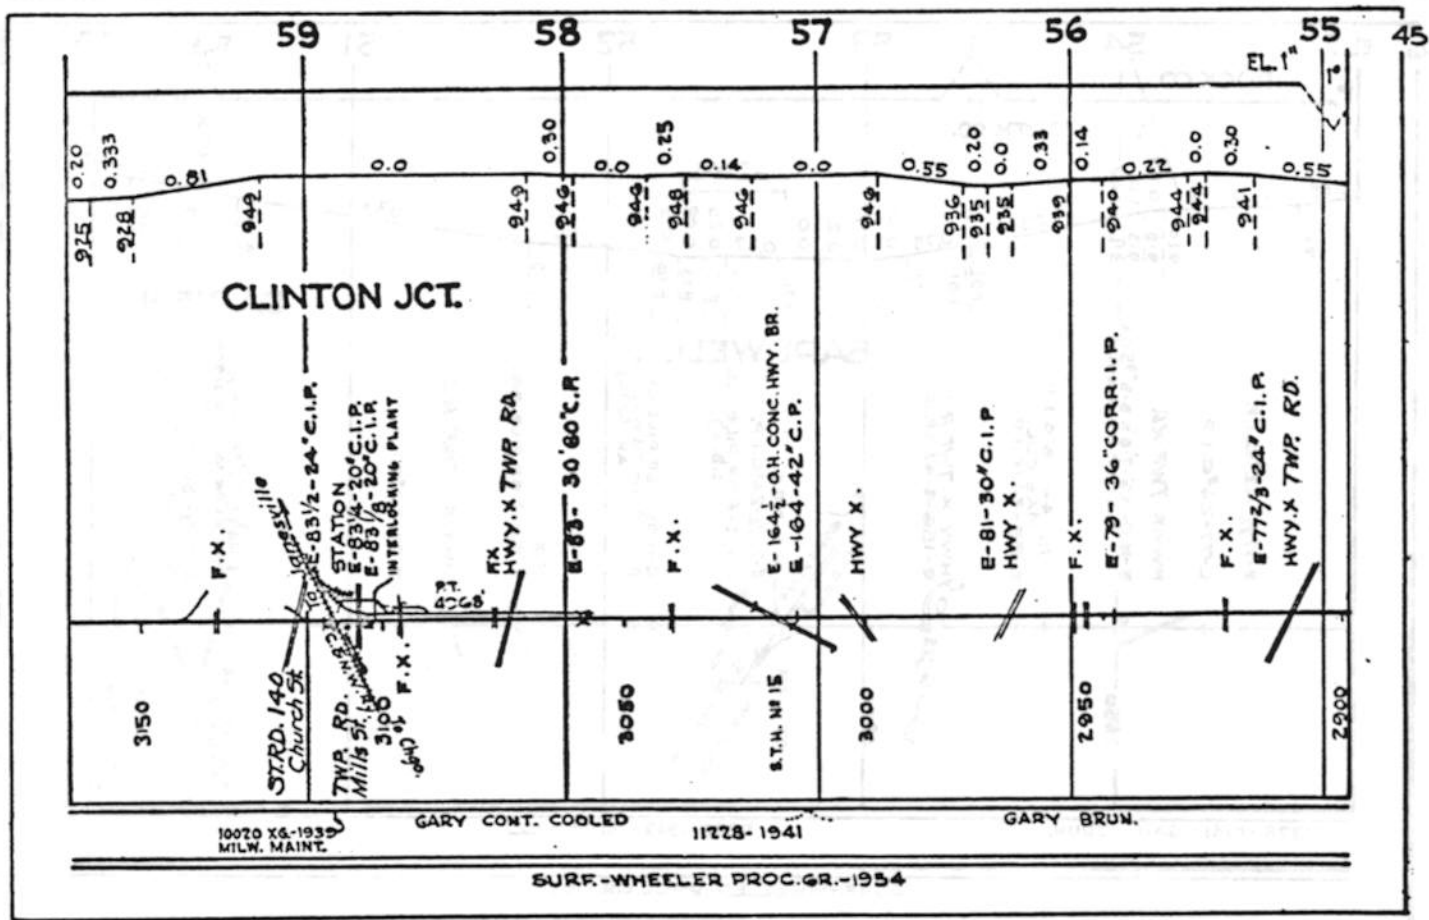 59 58 57 56 55 45
EL. 1"
0.20
0.333
0.81
0.0
0.30
0.0
0.25
0.14
0.0
0.55
0.20
0.0
0.33
0.14
0.22
0.0
0.30
0.55
925
928
949
949
946
946
948
946
949
936
935
935
939
940
944
944
941
CLINTON JCT.
F.X.
E-83 1/2-24" C.I.P.
STATION
E-83 1/4-20" C.I.P.
E-83 1/8-20" C.I.P.
INTERLOCKING PLANT
P.T.
4968.
FX
HWY. X TWP. RD.
E-83- 30'60" C.P.
F.X.
E-164½-O.H. CONC. HWY. BR.
E-164-42" C.P.
HWY X.
E-81-30" C.I.P.
HWY X.
F.X.
E-79-36" CORR. I.P.
F.X.
E-77 2/3-24" C.I.P.
HWY. X TWP. RD.
3150
ST.RD. 140
Church St
TWP. RD.
Mills St.
3100
F.X.
3050
S.T.H. Nº 15
3000
2950
2900
10020 XG.-1939
MILW. MAINT.
GARY CONT. COOLED
11228-1941
GARY BRUN.
SURF.-WHEELER PROC. GR.-1954